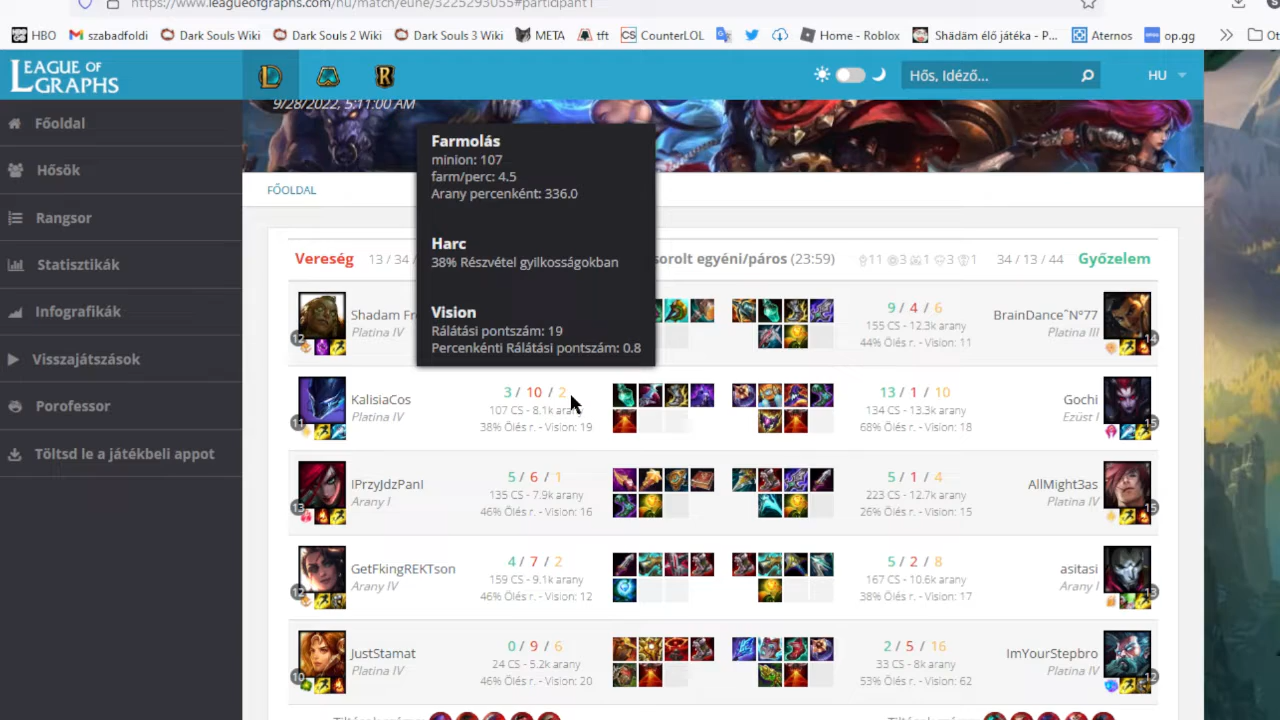 https://www.leagueofgraphs.com/hu/match/eune/3225293055#participant1
HBO
szabadfoldi
Dark Souls Wiki
Dark Souls 2 Wiki
Dark Souls 3 Wiki
META
tft
CS CounterLOL
Home - Roblox
Shádám élő játéka - P...
Aternos
op.gg
LEAGUE OF GRAPHS
Hős, Idéző...
HU
9/28/2022, 5:11:00 AM
Főoldal
Hősök
Rangsor
Statisztikák
Infografikák
Visszajátszások
Porofessor
Töltsd le a játékbeli appot
FŐOLDAL
Farmolás
minion: 107
farm/perc: 4.5
Arany percenként: 336.0
Harc
38% Részvétel gyilkosságokban
Vision
Rálátási pontszám: 19
Percenkénti Rálátási pontszám: 0.8
Vereség 13 / 34 /
sorolt egyéni/páros (23:59)
11 3 1 3 1
34 / 13 / 44 Győzelem
12
Shadam Fr
Platina IV
9 / 4 / 6
155 CS - 12.3k arany
44% Ölés r. - Vision: 11
BrainDance^N°77
Platina III
14
11
KalisiaCos
Platina IV
3 / 10 / 2
107 CS - 8.1k arany
38% Ölés r. - Vision: 19
13 / 1 / 10
134 CS - 13.3k arany
68% Ölés r. - Vision: 18
Gochi
Ezüst I
15
13
IPrzyJdzPanI
Arany I
5 / 6 / 1
135 CS - 7.9k arany
46% Ölés r. - Vision: 16
5 / 1 / 4
223 CS - 12.7k arany
26% Ölés r. - Vision: 15
AllMight3as
Platina IV
15
12
GetFkingREKTson
Arany IV
4 / 7 / 2
159 CS - 9.1k arany
46% Ölés r. - Vision: 12
5 / 2 / 8
167 CS - 10.6k arany
38% Ölés r. - Vision: 17
asitasi
Arany I
13
10
JustStamat
Platina IV
0 / 9 / 6
24 CS - 5.2k arany
46% Ölés r. - Vision: 20
2 / 5 / 16
33 CS - 8k arany
53% Ölés r. - Vision: 62
ImYourStepbro
Platina IV
12